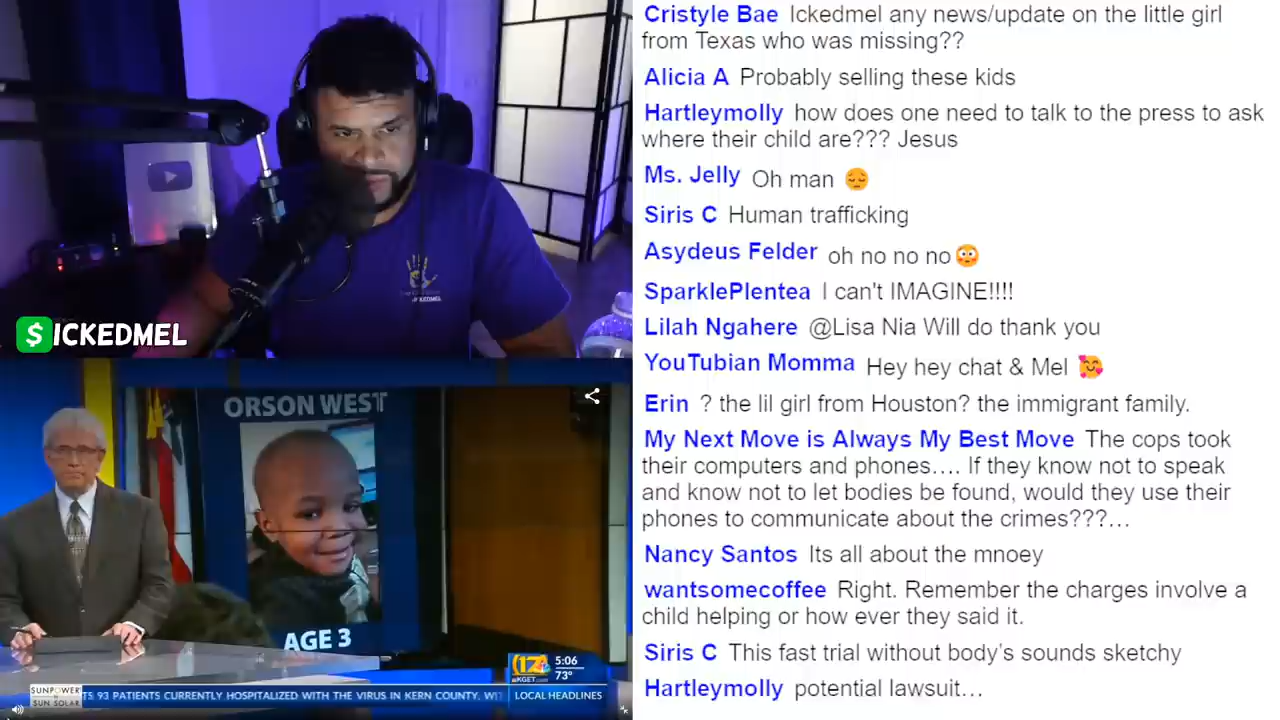 $ICKEDMEL
ORSON WEST
AGE 3
17 5:06
KGET.com 73°
SUNPOWER
BY SUN SOLAR
TS 93 PATIENTS CURRENTLY HOSPITALIZED WITH THE VIRUS IN KERN COUNTY. WI
LOCAL HEADLINES
Cristyle Bae Ickedmel any news/update on the little girl
from Texas who was missing??
Alicia A Probably selling these kids
Hartleymolly how does one need to talk to the press to ask
where their child are??? Jesus
Ms. Jelly Oh man 😔
Siris C Human trafficking
Asydeus Felder oh no no no 😳
SparklePlentea I can't IMAGINE!!!!
Lilah Ngahere @Lisa Nia Will do thank you
YouTubian Momma Hey hey chat & Mel 🥰
Erin ? the lil girl from Houston? the immigrant family.
My Next Move is Always My Best Move The cops took
their computers and phones.... If they know not to speak
and know not to let bodies be found, would they use their
phones to communicate about the crimes???...
Nancy Santos Its all about the mnoey
wantsomecoffee Right. Remember the charges involve a
child helping or how ever they said it.
Siris C This fast trial without body's sounds sketchy
Hartleymolly potential lawsuit...